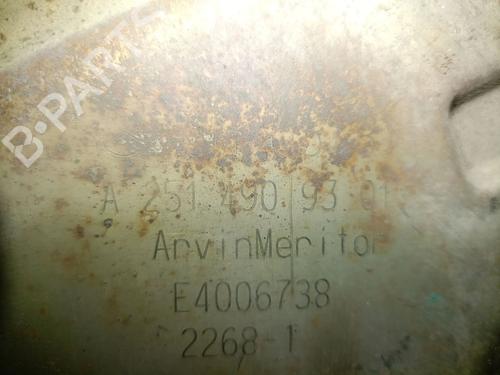 B-PARTS
A 251 490 93 01
ArvinMeritor
E4006738
2268-1